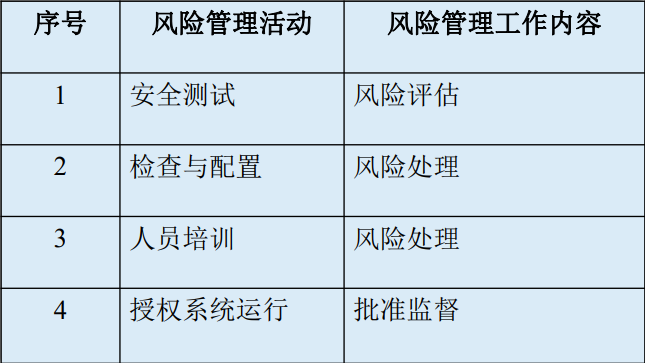 序号 风险管理活动 风险管理工作内容
1 安全测试 风险评估
2 检查与配置 风险处理
3 人员培训 风险处理
4 授权系统运行 批准监督